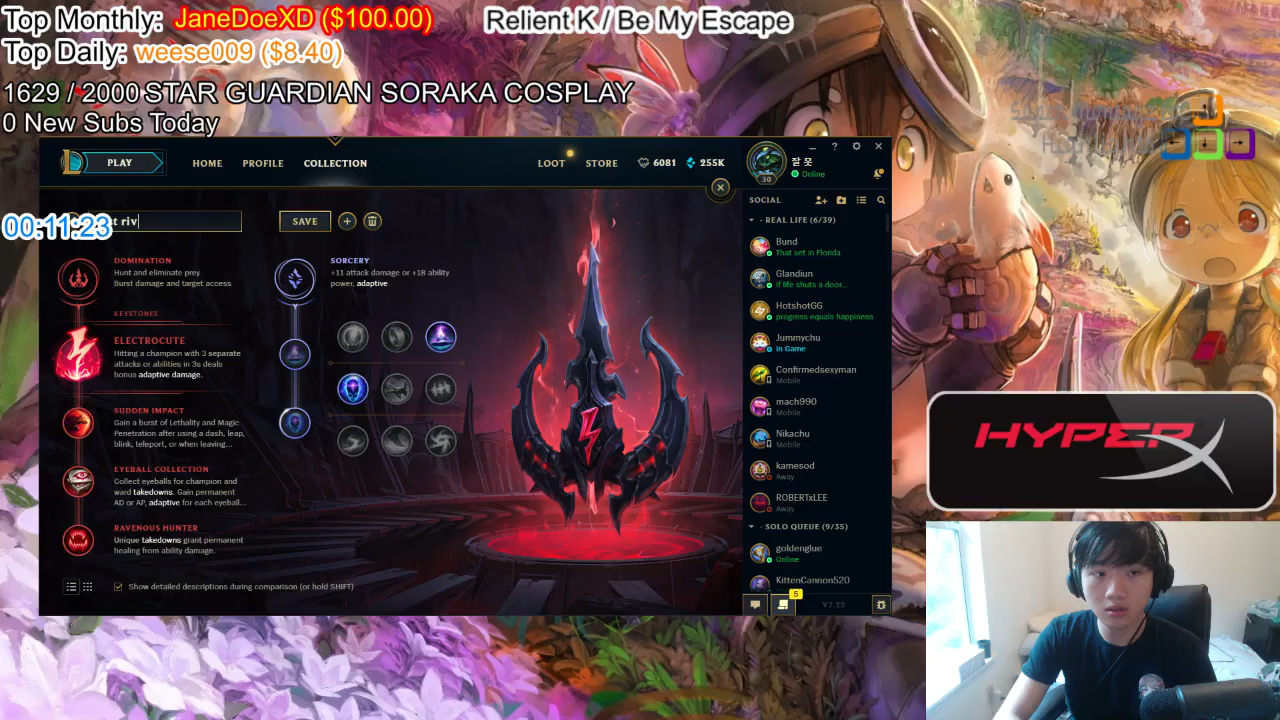 Top Monthly: JaneDoeXD ($100.00)
Relient K / Be My Escape
Top Daily: weese009 ($8.40)
1629 / 2000 STAR GUARDIAN SORAKA COSPLAY
0 New Subs Today
PLAY
HOME
PROFILE
COLLECTION
LOOT
STORE
6081
255K
잘 못
Online
30
00:11:23
st riv
SAVE
SOCIAL
DOMINATION
Hunt and eliminate prey
Burst damage and target access
KEYSTONES
ELECTROCUTE
Hitting a champion with 3 separate
attacks or abilities in 3s deals
bonus adaptive damage.
SUDDEN IMPACT
Gain a burst of Lethality and Magic
Penetration after using a dash, leap,
blink, teleport, or when leaving...
EYEBALL COLLECTION
Collect eyeballs for champion and
ward takedowns. Gain permanent
AD or AP, adaptive for each eyeball...
RAVENOUS HUNTER
Unique takedowns grant permanent
healing from ability damage.
Show detailed descriptions during comparison (or hold SHIFT)
SORCERY
+11 attack damage or +18 ability
power, adaptive
- REAL LIFE (6/39)
Bund
That set in Florida
Glandiun
If life shuts a door...
HotshotGG
progress equals happiness
Jummychu
In Game
Confirmedsexyman
Mobile
mach990
Mobile
Nikachu
Mobile
kamesod
Away
ROBERTxLEE
Away
- SOLO QUEUE (9/35)
goldenglue
Online
KittenCannon520
5
V7.22
HYPERX